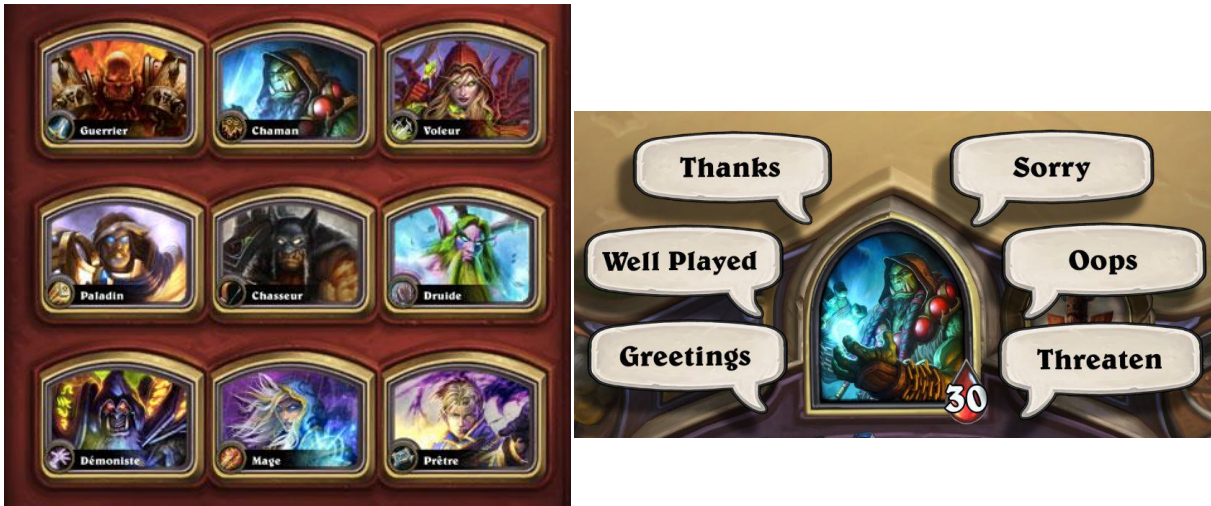 Guerrier
Chaman
Voleur
Paladin
Chasseur
Druide
Démoniste
Mage
Prêtre
Thanks
Sorry
Well Played
Oops
Greetings
Threaten
30